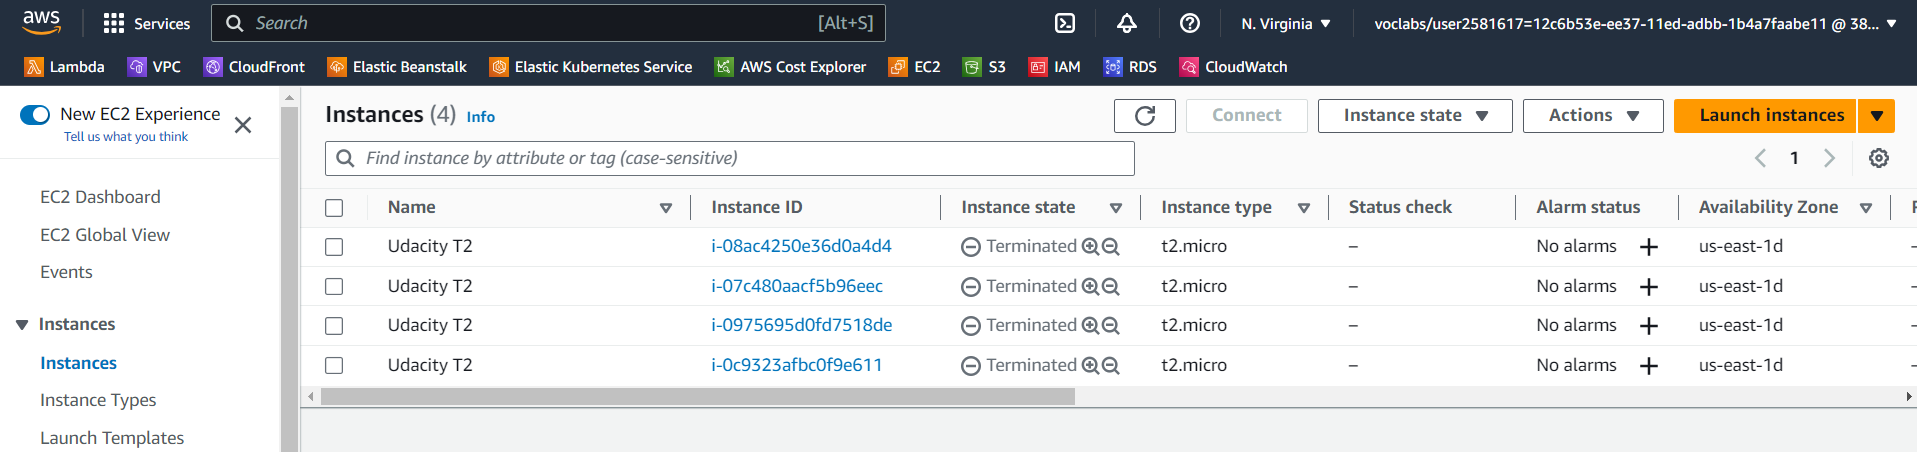 aws Services Search [Alt+S] N. Virginia voclabs/user2581617=12c6b53e-ee37-11ed-adbb-1b4a7faabe11 @ 38...
Lambda VPC CloudFront Elastic Beanstalk Elastic Kubernetes Service AWS Cost Explorer EC2 S3 IAM RDS CloudWatch
New EC2 Experience
Tell us what you think
EC2 Dashboard
EC2 Global View
Events
Instances
Instances
Instance Types
Launch Templates
Instances (4) Info Connect Instance state Actions Launch instances
Find instance by attribute or tag (case-sensitive) 1
Name Instance ID Instance state Instance type Status check Alarm status Availability Zone
Udacity T2 i-08ac4250e36d0a4d4 Terminated t2.micro – No alarms + us-east-1d
Udacity T2 i-07c480aacf5b96eec Terminated t2.micro – No alarms + us-east-1d
Udacity T2 i-0975695d0fd7518de Terminated t2.micro – No alarms + us-east-1d
Udacity T2 i-0c9323afbc0f9e611 Terminated t2.micro – No alarms + us-east-1d